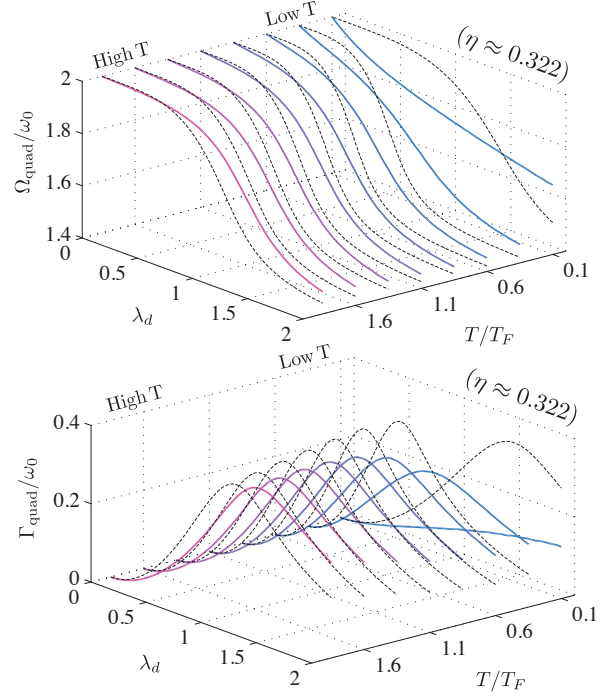 Low T
High T
(η ≈ 0.322)
2
1.8
1.6
1.4
Ω_quad/ω_0
0
0.5
1
1.5
2
λ_d
1.6
1.1
0.6
0.1
T/T_F
Low T
High T
(η ≈ 0.322)
0.4
0.2
0
Γ_quad/ω_0
0
0.5
1
1.5
2
λ_d
1.6
1.1
0.6
0.1
T/T_F